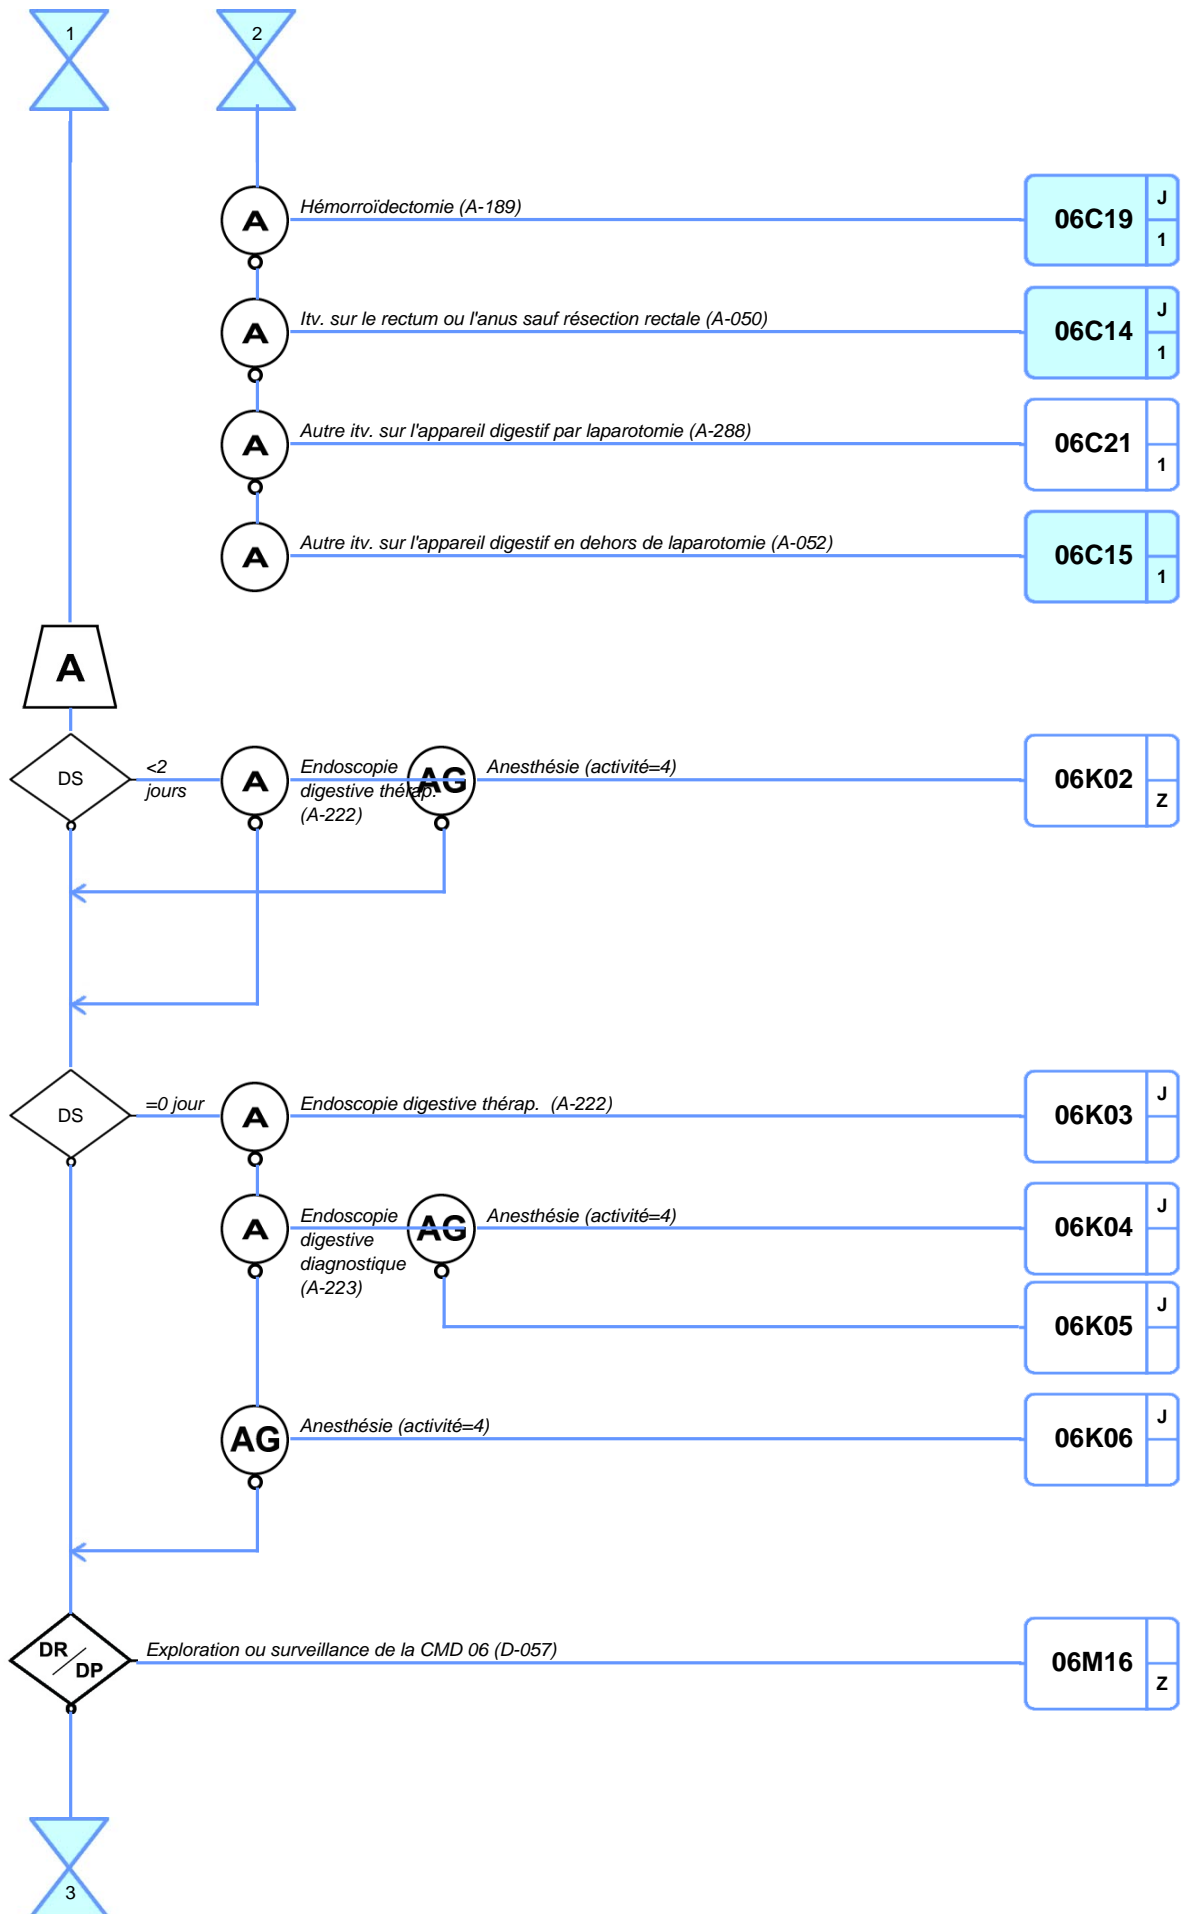 1
2
A
Hémorroïdectomie (A-189)
06C19
J
1
A
Itv. sur le rectum ou l'anus sauf résection rectale (A-050)
06C14
J
1
A
Autre itv. sur l'appareil digestif par laparotomie (A-288)
06C21
1
A
Autre itv. sur l'appareil digestif en dehors de laparotomie (A-052)
06C15
1
A
DS
<2
jours
A
Endoscopie
digestive thérap.
(A-222)
AG
Anesthésie (activité=4)
06K02
Z
DS
=0 jour
A
Endoscopie digestive thérap. (A-222)
06K03
J
A
Endoscopie
digestive
diagnostique
(A-223)
AG
Anesthésie (activité=4)
06K04
J
06K05
J
AG
Anesthésie (activité=4)
06K06
J
DR
DP
Exploration ou surveillance de la CMD 06 (D-057)
06M16
Z
3